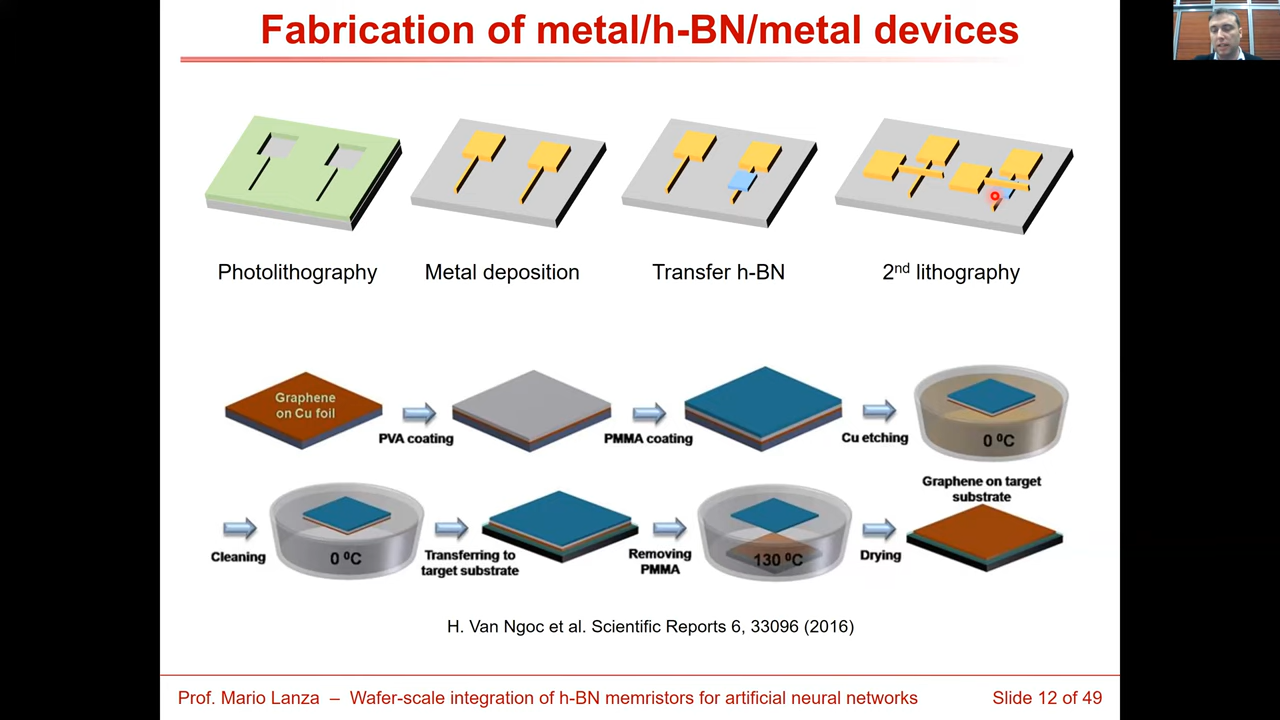 Fabrication of metal/h-BN/metal devices
Photolithography
Metal deposition
Transfer h-BN
2nd lithography
Graphene
on Cu foil
PVA coating
PMMA coating
Cu etching
0 ⁰C
Graphene on target
substrate
Cleaning
0 ⁰C
Transferring to
target substrate
Removing
PMMA
130 ⁰C
Drying
H. Van Ngoc et al. Scientific Reports 6, 33096 (2016)
Prof. Mario Lanza – Wafer-scale integration of h-BN memristors for artificial neural networks
Slide 12 of 49